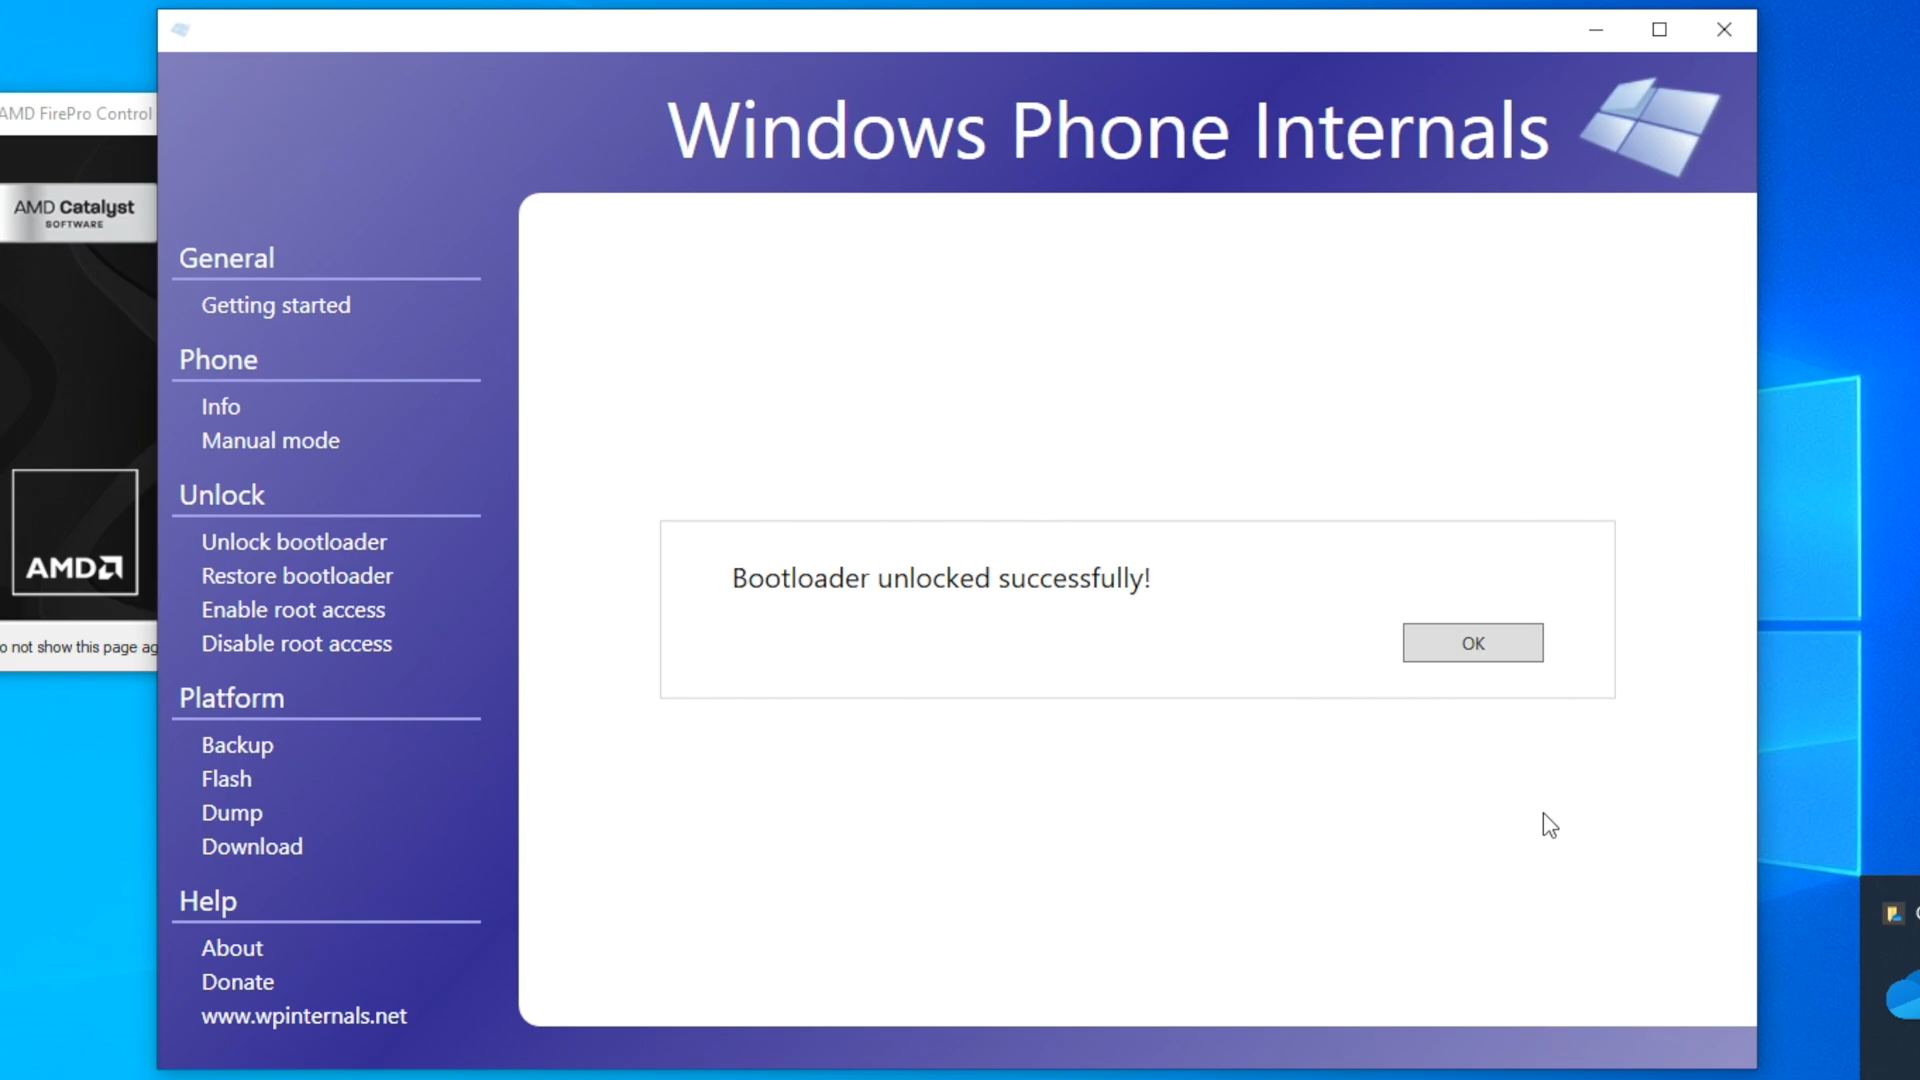 Windows Phone Internals
AMD FirePro Control
AMD Catalyst
SOFTWARE
AMD
o not show this page ag
General
Getting started
Phone
Info
Manual mode
Unlock
Unlock bootloader
Restore bootloader
Enable root access
Disable root access
Platform
Backup
Flash
Dump
Download
Help
About
Donate
www.wpinternals.net
Bootloader unlocked successfully!
OK